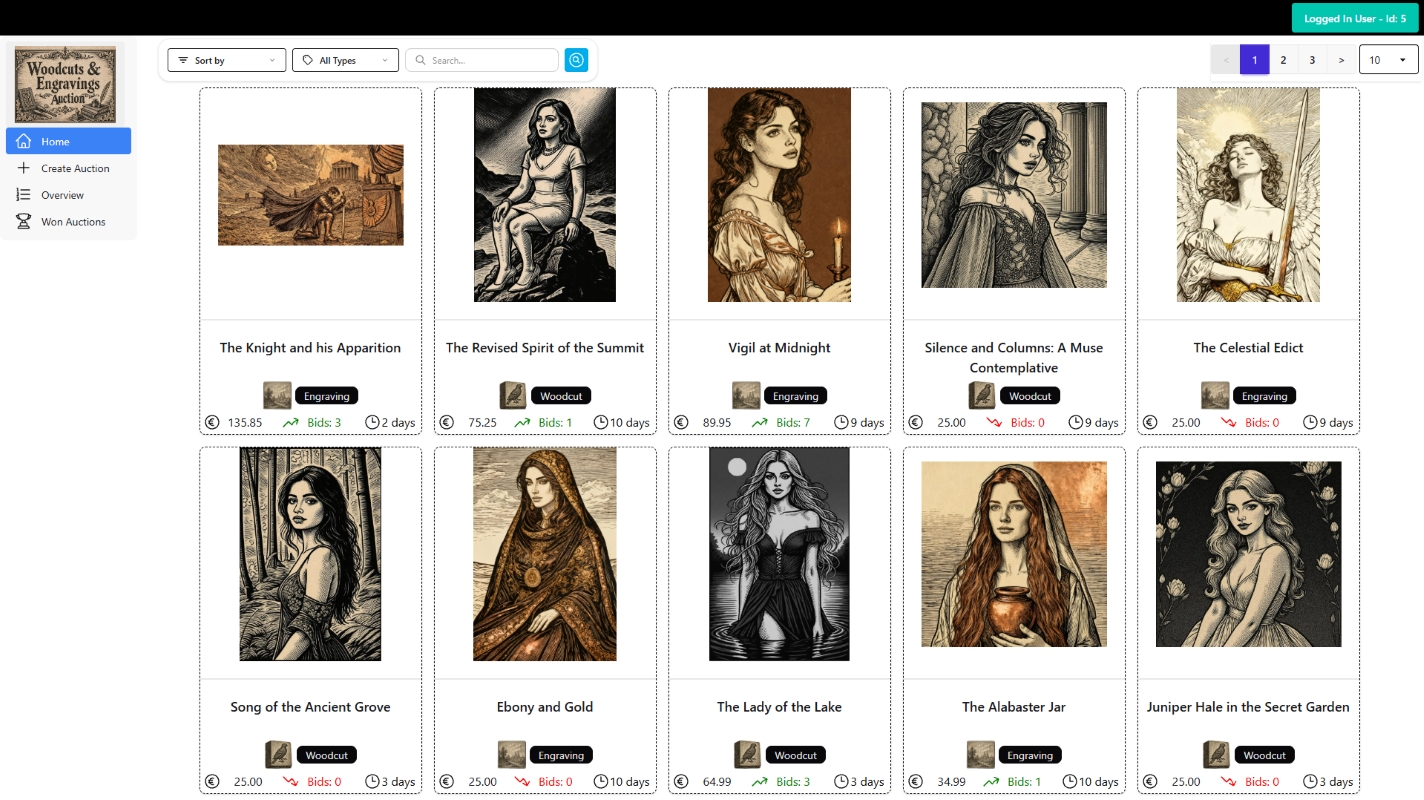 Logged In User - Id: 5
Woodcuts &
Engravings
Auction
Home
Create Auction
Overview
Won Auctions
Sort by
All Types
Search...
< 1 2 3 >
10
The Knight and his Apparition
Engraving
€ 135.85 Bids: 3 2 days
The Revised Spirit of the Summit
Woodcut
€ 75.25 Bids: 1 10 days
Vigil at Midnight
Engraving
€ 89.95 Bids: 7 9 days
Silence and Columns: A Muse
Contemplative
Woodcut
€ 25.00 Bids: 0 9 days
The Celestial Edict
Engraving
€ 25.00 Bids: 0 9 days
Song of the Ancient Grove
Woodcut
€ 25.00 Bids: 0 3 days
Ebony and Gold
Engraving
€ 25.00 Bids: 0 10 days
The Lady of the Lake
Woodcut
€ 64.99 Bids: 3 3 days
The Alabaster Jar
Engraving
€ 34.99 Bids: 1 10 days
Juniper Hale in the Secret Garden
Woodcut
€ 25.00 Bids: 0 3 days